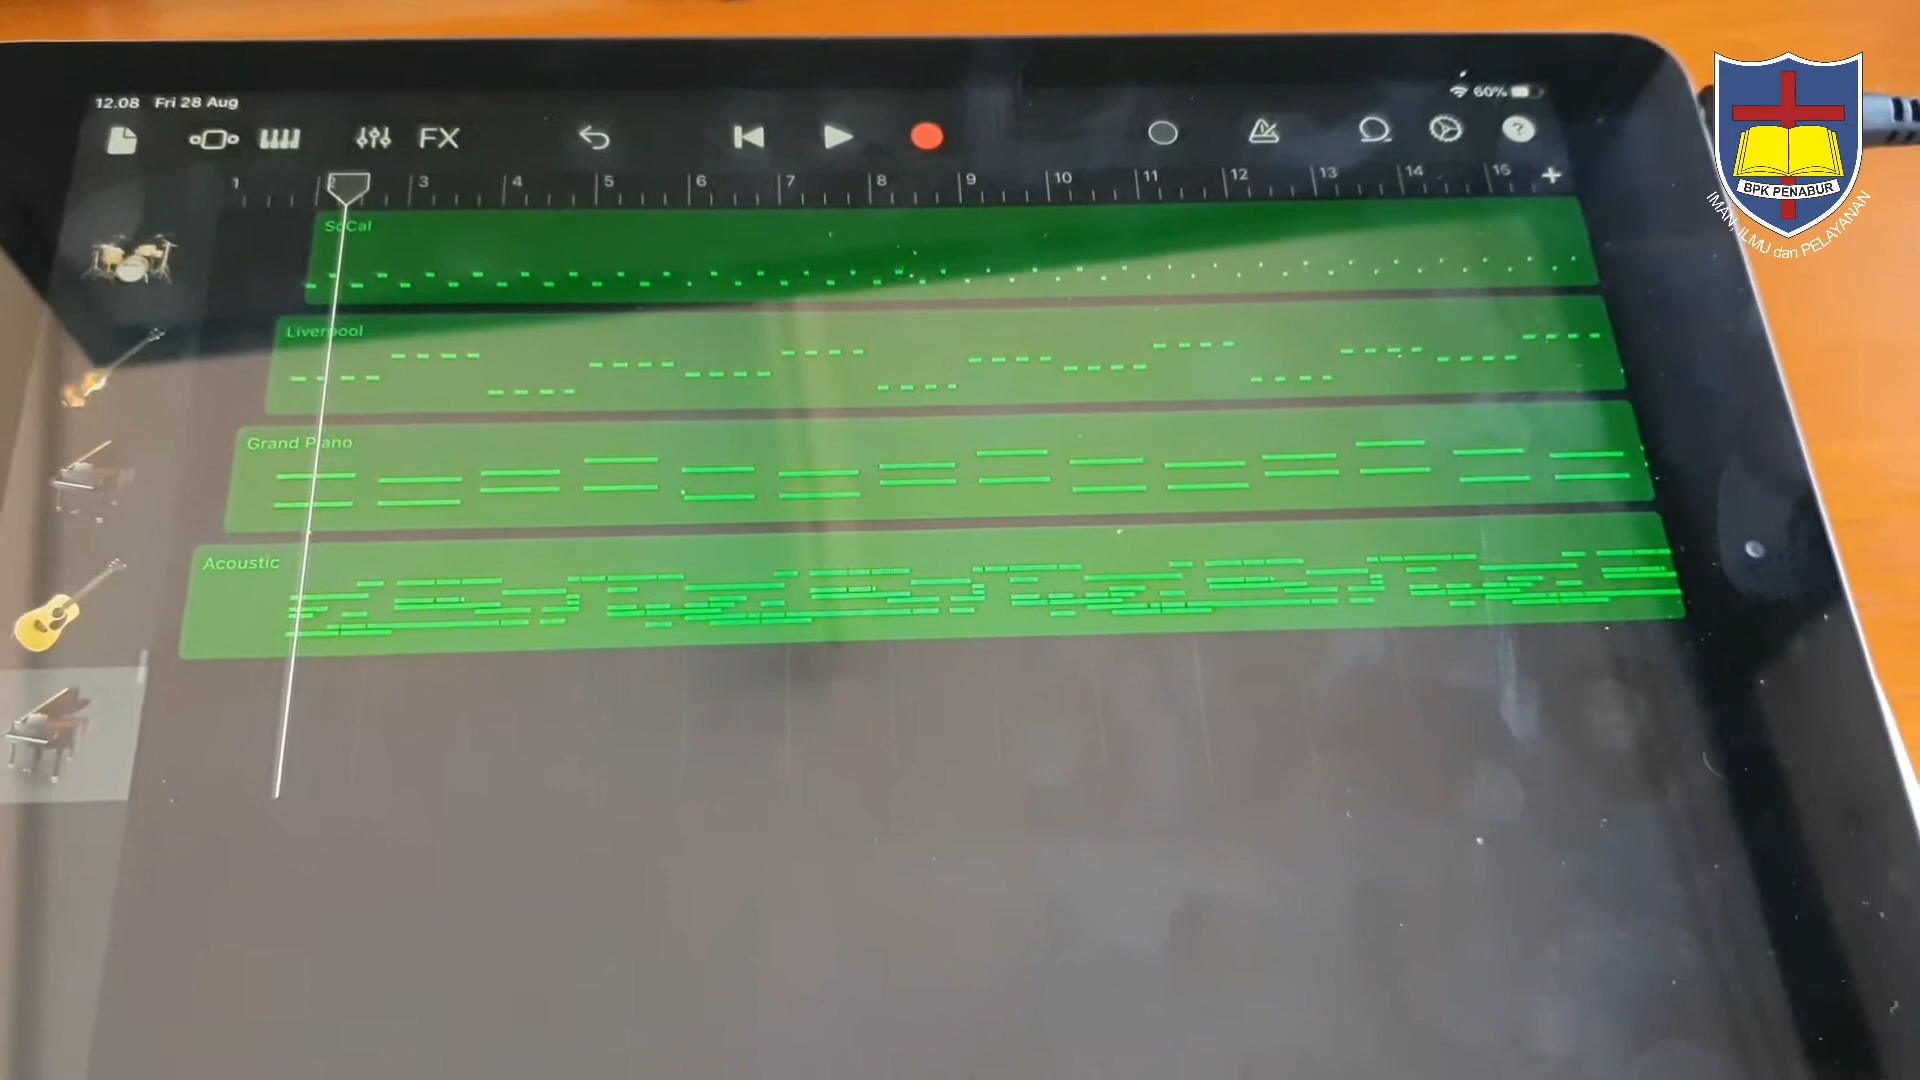 12.08 Fri 28 Aug
60%
FX
?
1 2 3 4 5 6 7 8 9 10 11 12 13 14 15 +
SoCal
Liverpool
Grand Piano
Acoustic
BPK PENABUR
IMAN, ILMU dan PELAYANAN